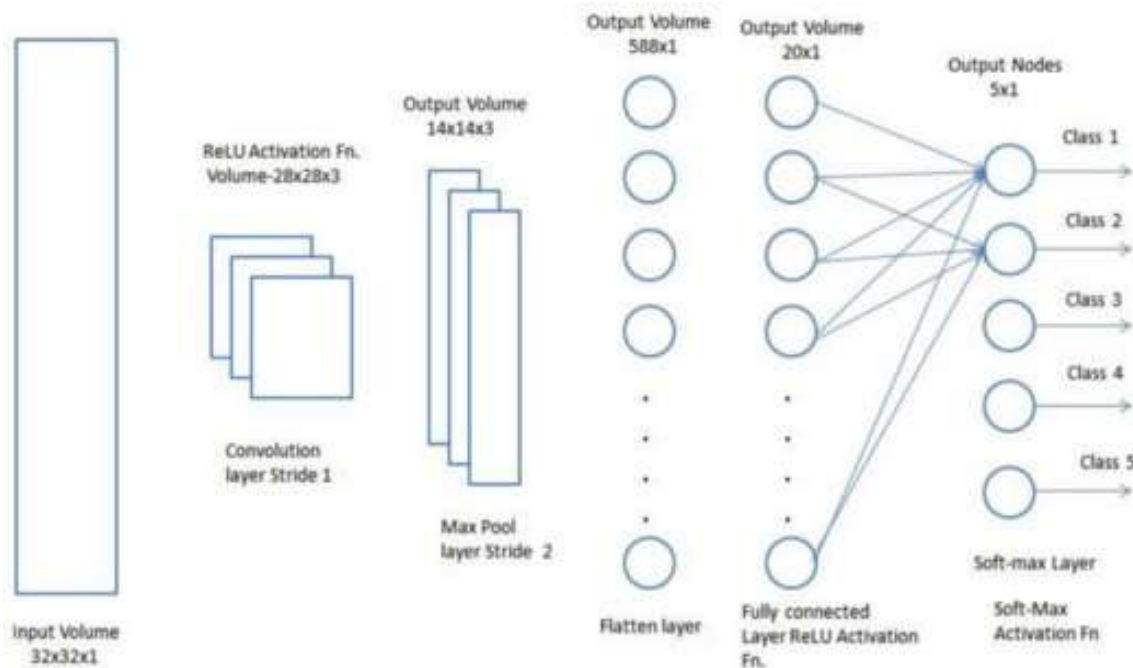 Input Volume
32x32x1
ReLU Activation Fn.
Volume-28x28x3
Convolution
layer Stride 1
Output Volume
14x14x3
Max Pool
layer Stride 2
Output Volume
588x1
Flatten layer
Output Volume
20x1
Fully connected
Layer ReLU Activation
Fn.
Output Nodes
5x1
Class 1
Class 2
Class 3
Class 4
Class 5
Soft-max Layer
Soft-Max
Activation Fn